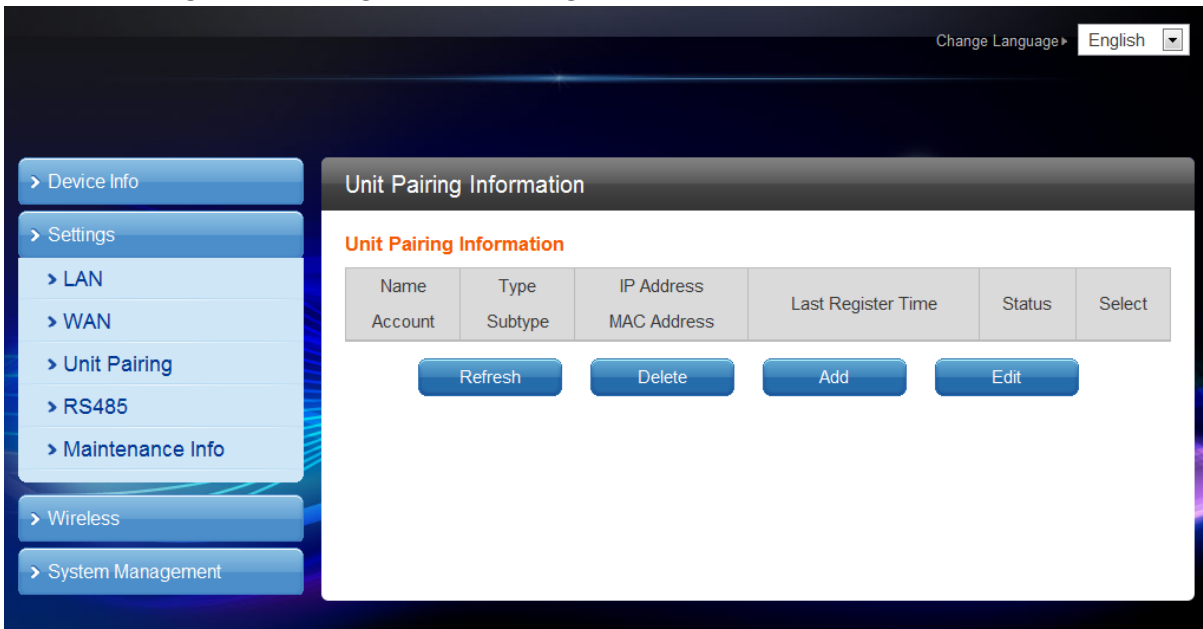 Change Language
English
Device Info
Settings
LAN
WAN
Unit Pairing
RS485
Maintenance Info
Wireless
System Management
Unit Pairing Information
Unit Pairing Information
Name Type IP Address Last Register Time Status Select
Account Subtype MAC Address
Refresh Delete Add Edit